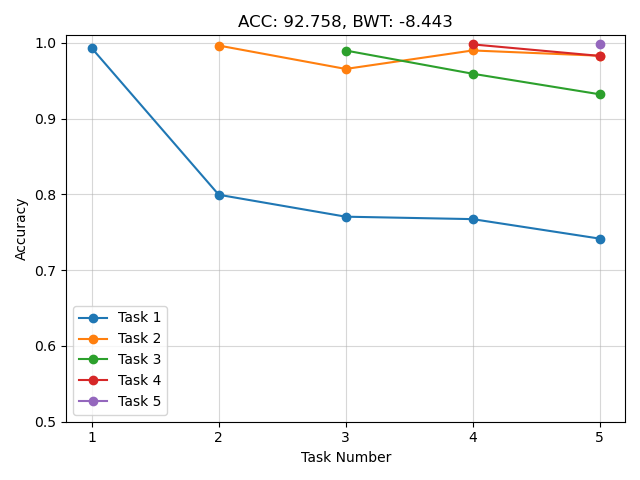 ACC: 92.758, BWT: -8.443
1.0
0.9
0.8
0.7
0.6
0.5
Accuracy
Task 1
Task 2
Task 3
Task 4
Task 5
1 2 3 4 5
Task Number